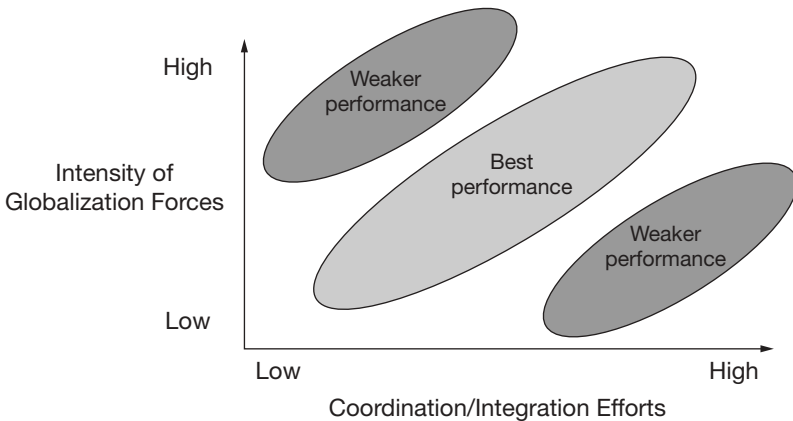 High
Weaker
performance
Intensity of
Globalization Forces
Best
performance
Weaker
performance
Low
Low
High
Coordination/Integration Efforts